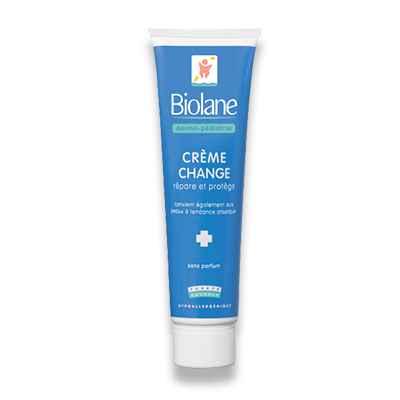 Biolane
dermo-pédiatrie
CRÈME
CHANGE
répare et protège
convient également aux
peaux à tendance atopique
sans parfum
HYPOALLERGÉNIQUE